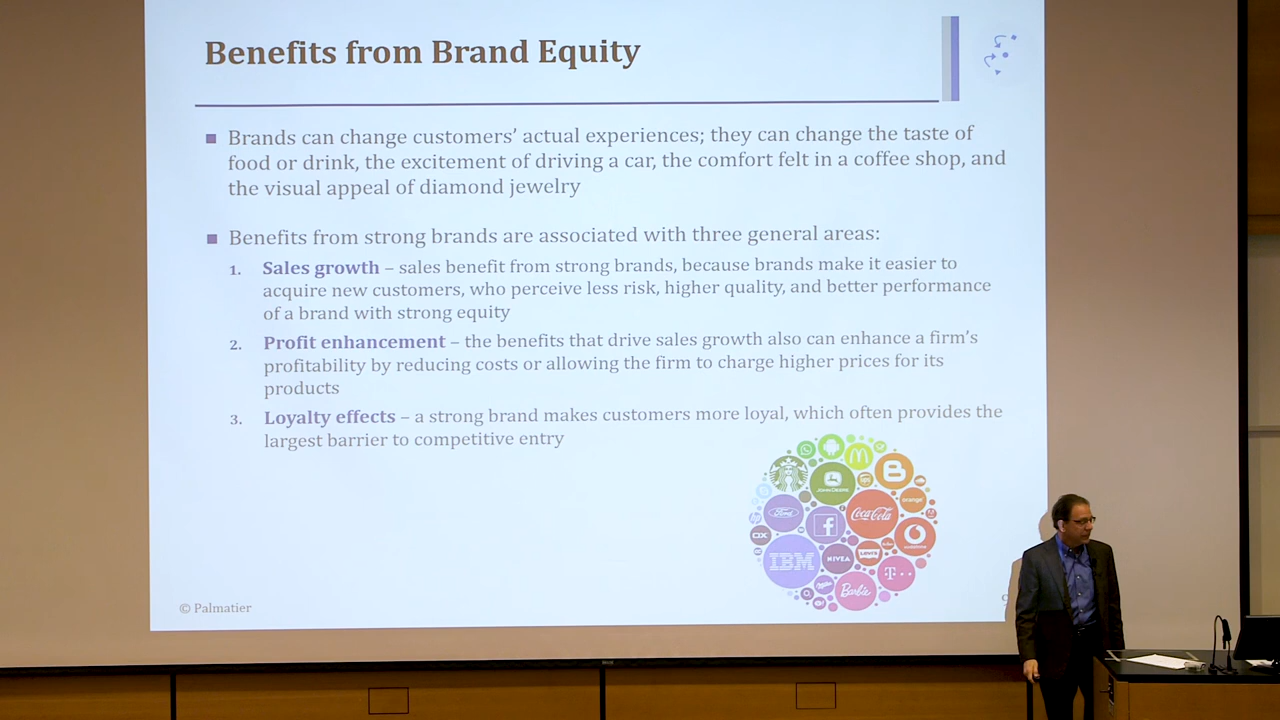 Benefits from Brand Equity
Brands can change customers’ actual experiences; they can change the taste of
food or drink, the excitement of driving a car, the comfort felt in a coffee shop, and
the visual appeal of diamond jewelry
Benefits from strong brands are associated with three general areas:
1. Sales growth – sales benefit from strong brands, because brands make it easier to
acquire new customers, who perceive less risk, higher quality, and better performance
of a brand with strong equity
2. Profit enhancement – the benefits that drive sales growth also can enhance a firm’s
profitability by reducing costs or allowing the firm to charge higher prices for its
products
3. Loyalty effects – a strong brand makes customers more loyal, which often provides the
largest barrier to competitive entry
JOHN DEERE
orange
Ford
Coca-Cola
vodafone
IBM
NIVEA
LEVI'S
T
Barbie
© Palmatier